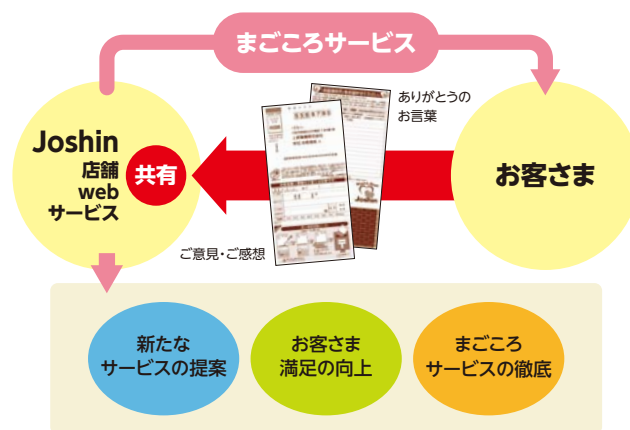 まごころサービス
ありがとうの
お言葉
Joshin
店舗
web
サービス
共有
お客さま
ご意見・ご感想
新たな
サービスの提案
お客さま
満足の向上
まごころ
サービスの徹底